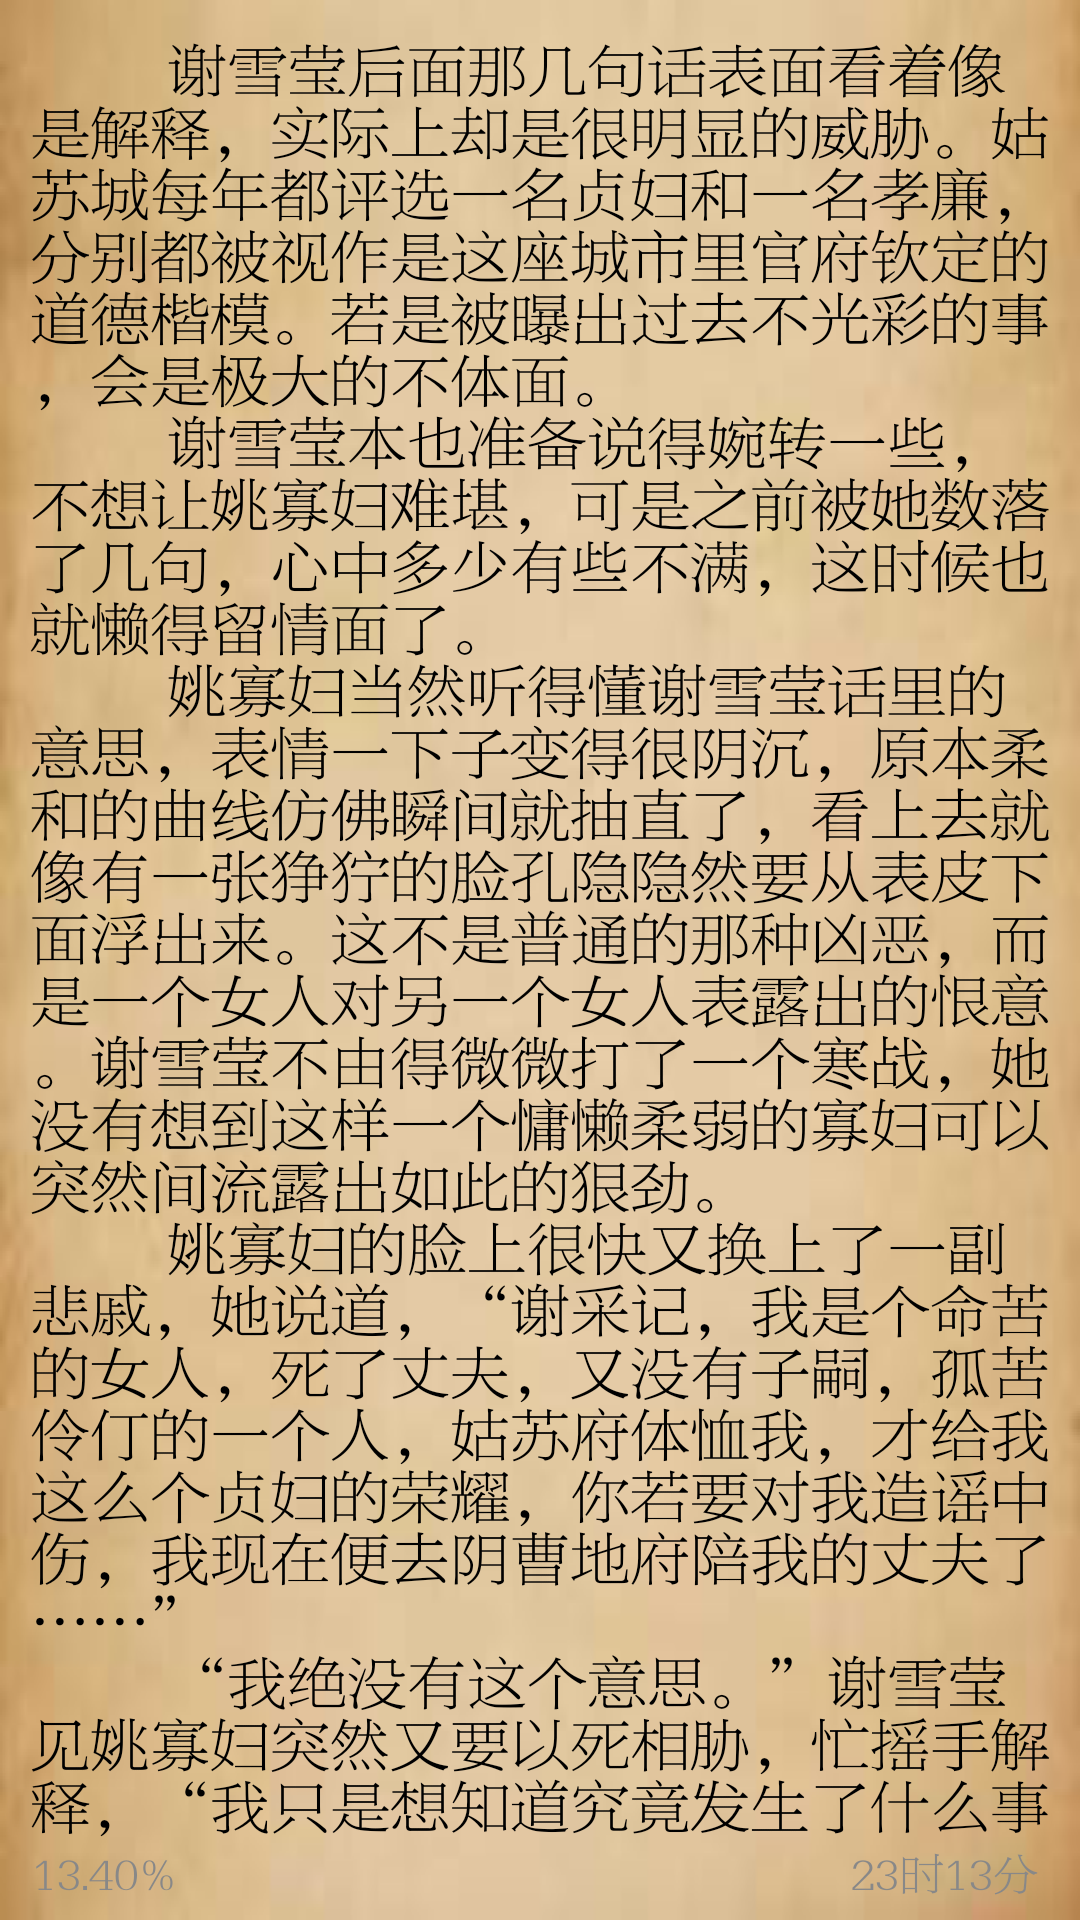 谢雪莹后面那几句话表面看着像
是解释，实际上却是很明显的威胁。姑
苏城每年都评选一名贞妇和一名孝廉，
分别都被视作是这座城市里官府钦定的
道德楷模。若是被曝出过去不光彩的事
，会是极大的不体面。
谢雪莹本也准备说得婉转一些，
不想让姚寡妇难堪，可是之前被她数落
了几句，心中多少有些不满，这时候也
就懒得留情面了。
姚寡妇当然听得懂谢雪莹话里的
意思，表情一下子变得很阴沉，原本柔
和的曲线仿佛瞬间就抽直了，看上去就
像有一张狰狞的脸孔隐隐然要从表皮下
面浮出来。这不是普通的那种凶恶，而
是一个女人对另一个女人表露出的恨意
。谢雪莹不由得微微打了一个寒战，她
没有想到这样一个慵懒柔弱的寡妇可以
突然间流露出如此的狠劲。
姚寡妇的脸上很快又换上了一副
悲戚，她说道，“谢采记，我是个命苦
的女人，死了丈夫，又没有子嗣，孤苦
伶仃的一个人，姑苏府体恤我，才给我
这么个贞妇的荣耀，你若要对我造谣中
伤，我现在便去阴曹地府陪我的丈夫了
……”
“我绝没有这个意思。”谢雪莹
见姚寡妇突然又要以死相胁，忙摇手解
释，“我只是想知道究竟发生了什么事
13.40%
23时13分